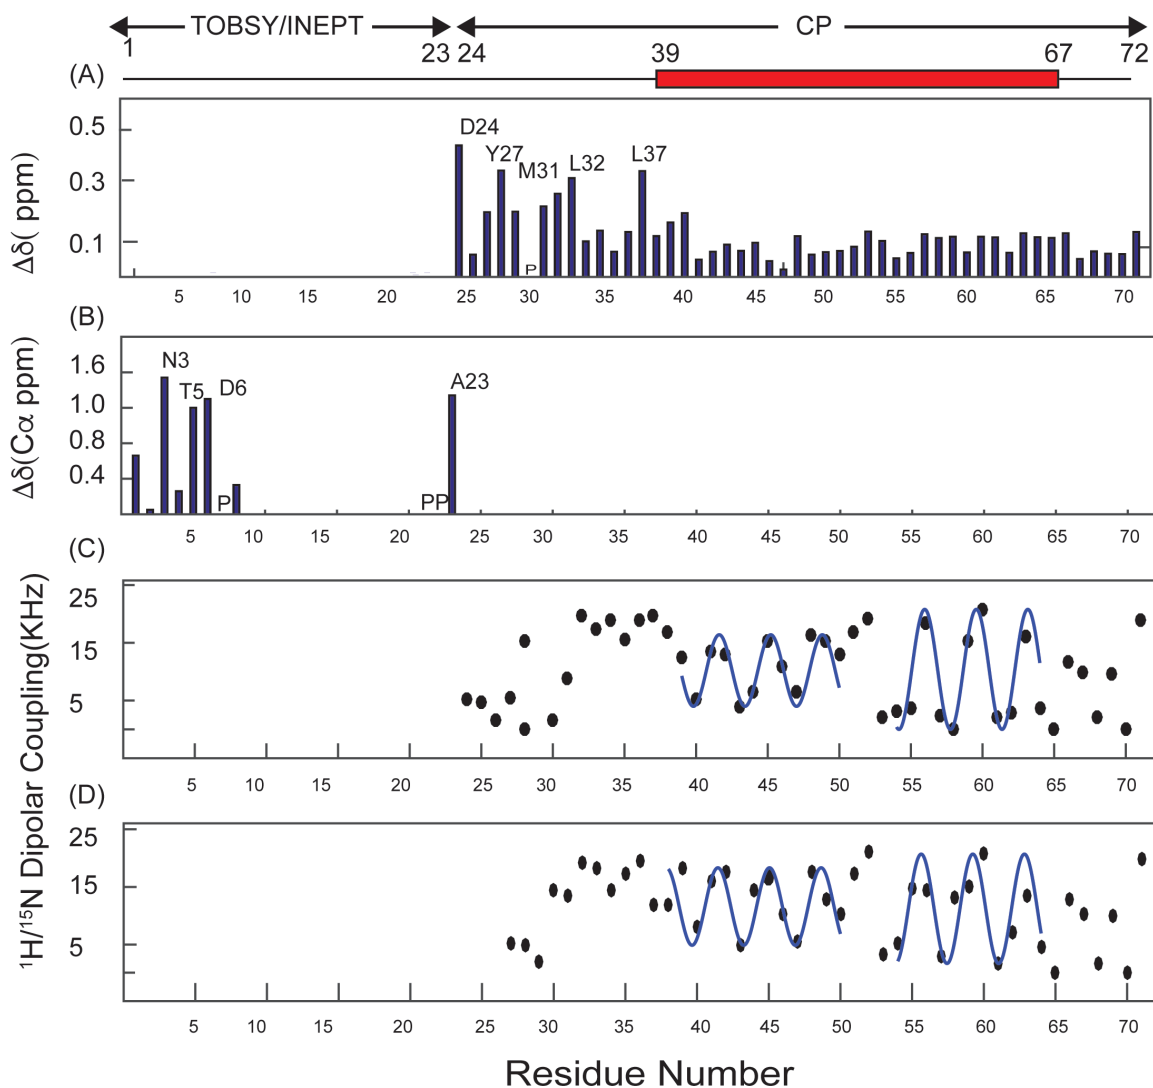 TOBSY/INEPT CP
1 23 24 39 67 72
(A)
Δδ( ppm)
0.5
0.3
0.1
D24
Y27
M31
L32
L37
P
5 10 15 20 25 30 35 40 45 50 55 60 65 70
(B)
Δδ(Cα ppm)
1.6
1.0
0.8
0.4
N3
T5
D6
P
PP
A23
5 10 15 20 25 30 35 40 45 50 55 60 65 70
(C)
¹H/¹⁵N Dipolar Coupling(KHz)
25
15
5
5 10 15 20 25 30 35 40 45 50 55 60 65 70
(D)
25
15
5
5 10 15 20 25 30 35 40 45 50 55 60 65 70
Residue Number